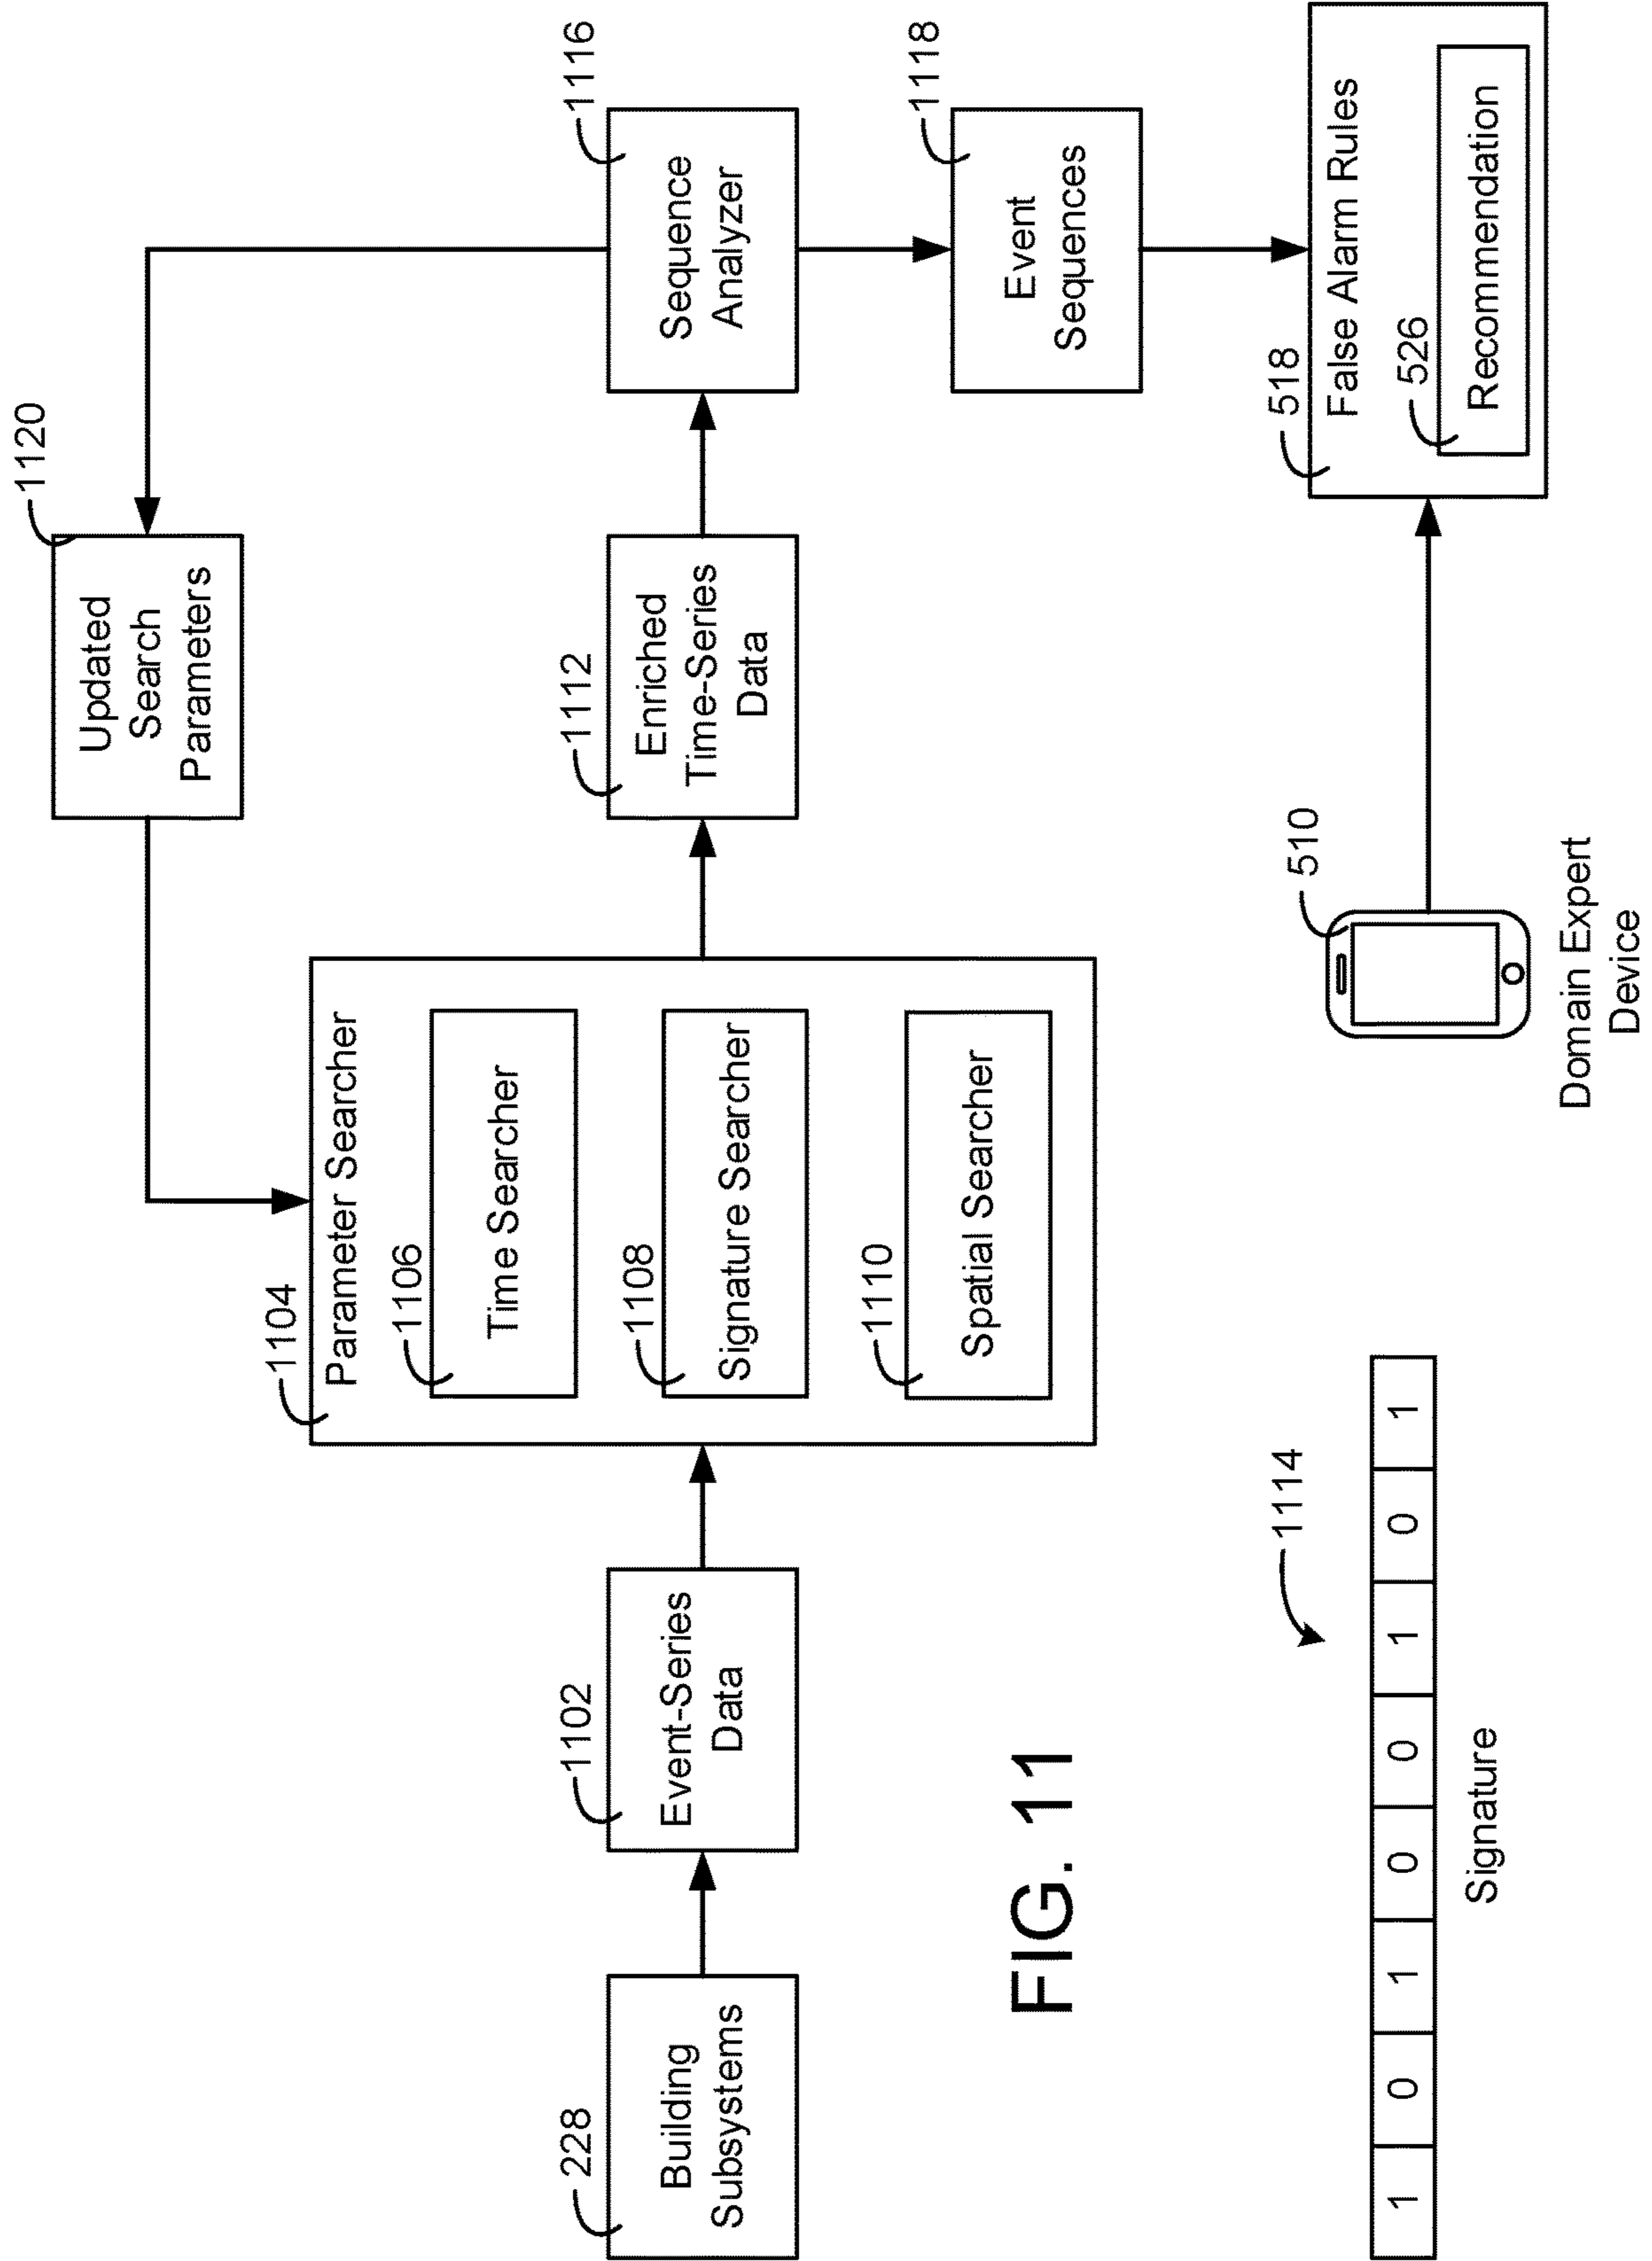 1120
Updated
Search
Parameters
1104
Parameter Searcher
1106
Time Searcher
1108
Signature Searcher
1110
Spatial Searcher
228
Building
Subsystems
1102
Event-Series
Data
1112
Enriched
Time-Series
Data
1116
Sequence
Analyzer
1118
Event
Sequences
518
False Alarm Rules
526
Recommendation
510
Domain Expert
Device
FIG. 11
1114
1 0 1 0 0 1 0 1
Signature